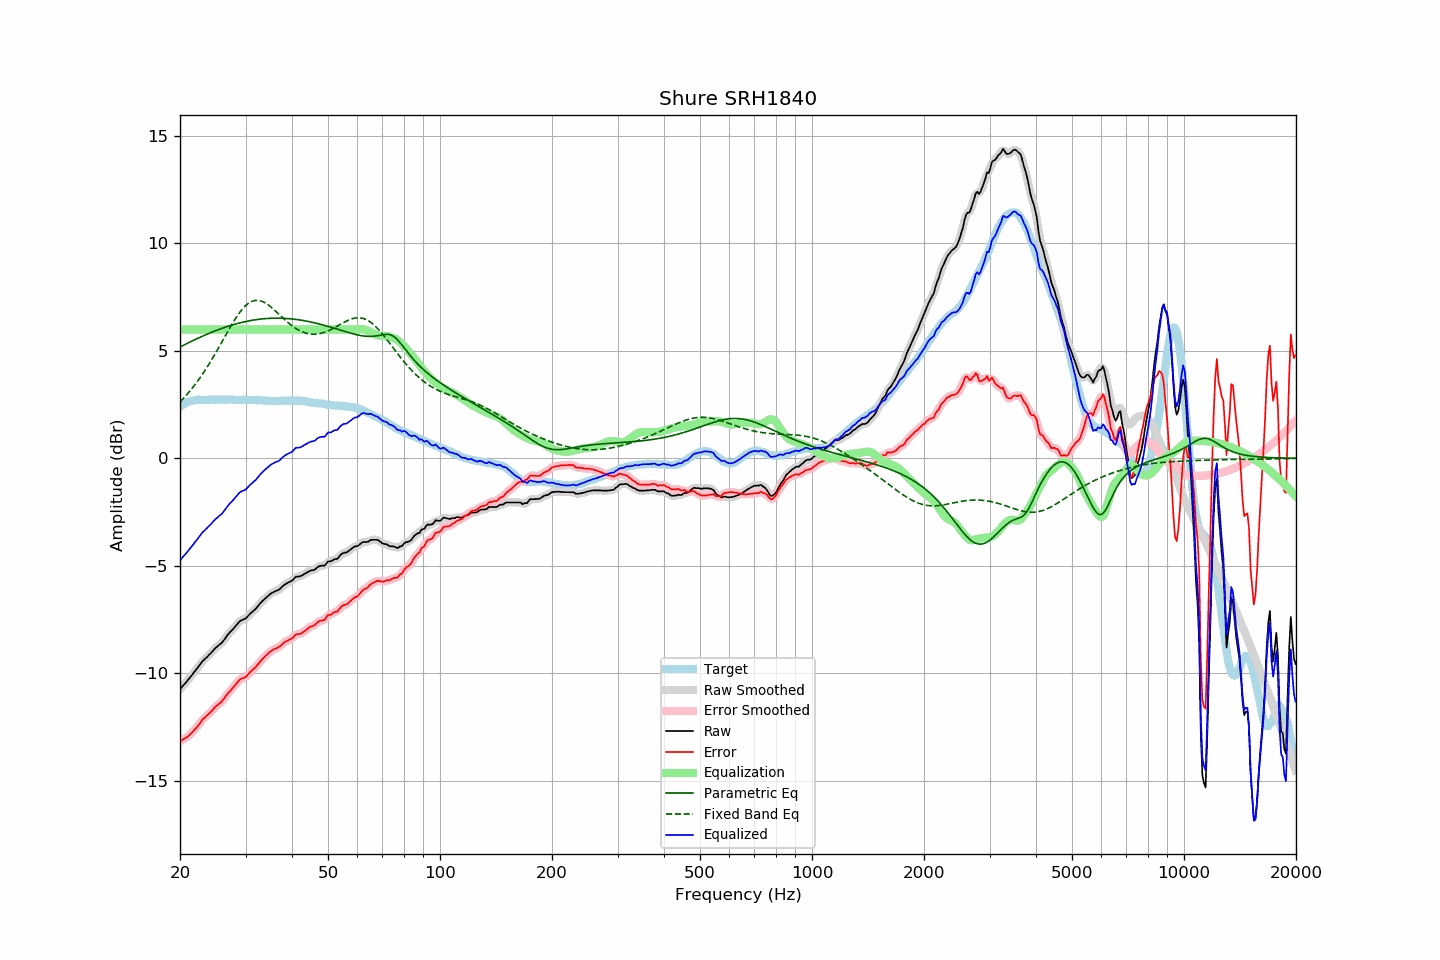 Shure SRH1840
15
10
5
0
−5
−10
−15
Amplitude (dBr)
Target
Raw Smoothed
Error Smoothed
Raw
Error
Equalization
Parametric Eq
Fixed Band Eq
Equalized
20 50 100 200 500 1000 2000 5000 10000 20000
Frequency (Hz)